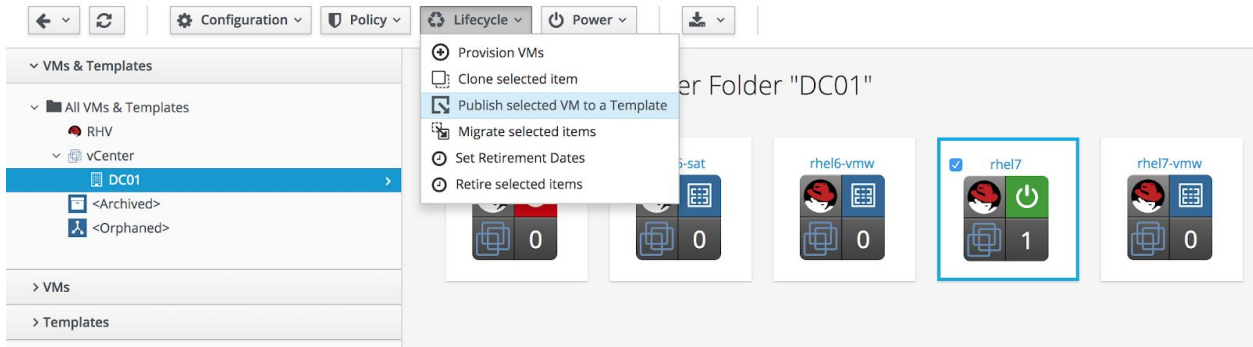 Configuration Policy Lifecycle Power
VMs & Templates
All VMs & Templates
RHV
vCenter
DC01
<Archived>
<Orphaned>
VMs
Templates
Provision VMs
Clone selected item
Publish selected VM to a Template
Migrate selected items
Set Retirement Dates
Retire selected items
er Folder "DC01"
-sat rhel6-vmw rhel7 rhel7-vmw
0 0 0 1 0